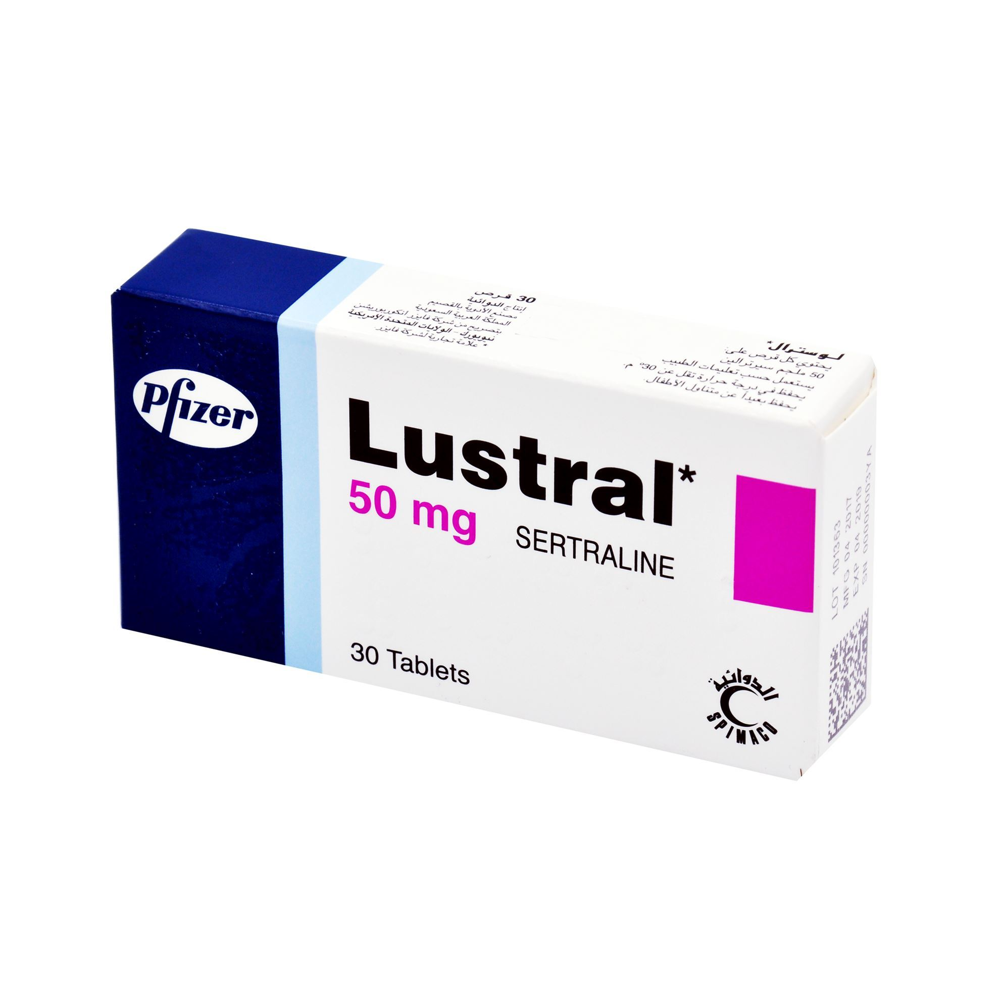 30 قرص
إنتاج الدوائية
مصنع الأدوية بالقصيم
المملكة العربية السعودية
بتصريح من شركة فايزر انكوربوريشن
نيويورك - الولايات المتحدة الأمريكية
* علامة تجارية لشركة فايزر.
لوسترال*
يحتوي كل قرص على:
50 ملجم سيرترالين
يستعمل حسب تعليمات الطبيب
يحفظ في درجة حرارة تقل عن 30° م.
يحفظ بعيداً عن متناول الأطفال.
Pfizer
Lustral*
50 mg
SERTRALINE
30 Tablets
الدوائية
SPIMACO
LOT 101363
MFG 04 2017
EXP 04 2019
SN 0000003YA